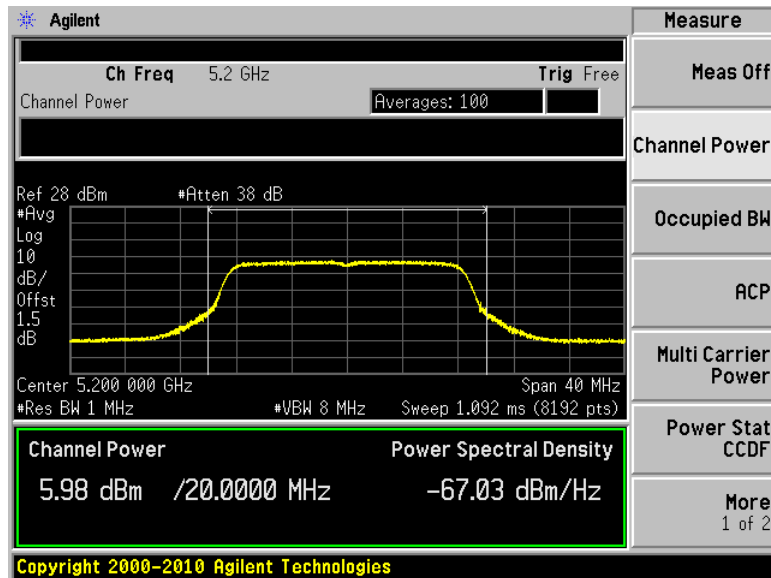 Agilent
Measure
Ch Freq 5.2 GHz Trig Free
Channel Power
Averages: 100
Ref 28 dBm #Atten 38 dB
#Avg
Log
10
dB/
Offst
1.5
dB
Center 5.200 000 GHz Span 40 MHz
#Res BW 1 MHz #VBW 8 MHz Sweep 1.092 ms (8192 pts)
Channel Power Power Spectral Density
5.98 dBm /20.0000 MHz -67.03 dBm/Hz
Copyright 2000-2010 Agilent Technologies
Meas Off
Channel Power
Occupied BW
ACP
Multi Carrier
Power
Power Stat
CCDF
More
1 of 2